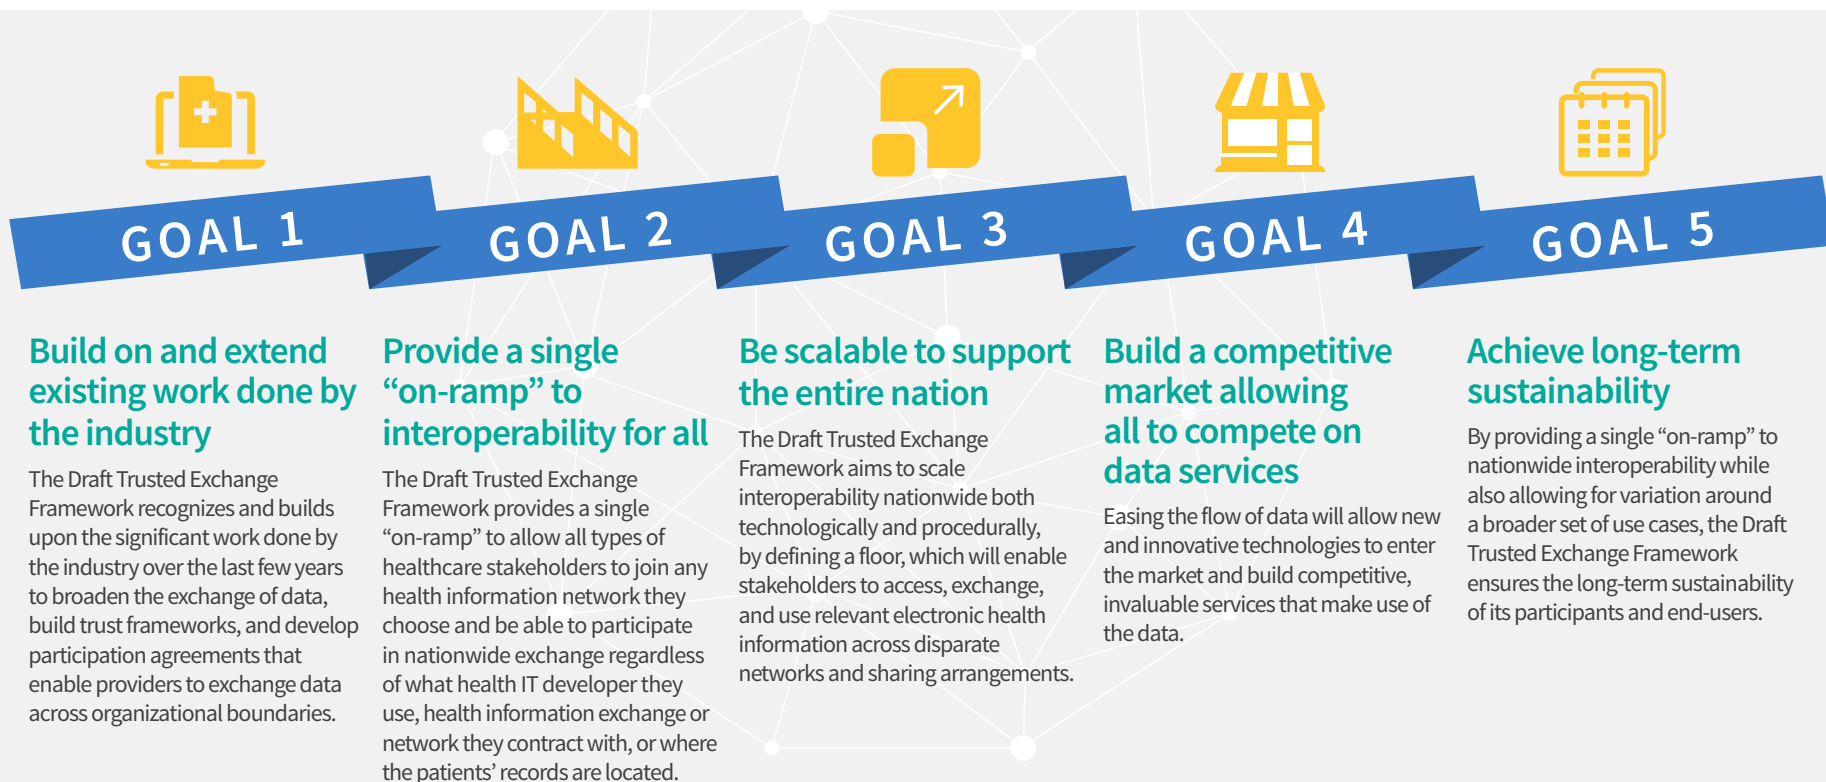 GOAL 1
GOAL 2
GOAL 3
GOAL 4
GOAL 5
Build on and extend
existing work done by
the industry
The Draft Trusted Exchange
Framework recognizes and builds
upon the significant work done by
the industry over the last few years
to broaden the exchange of data,
build trust frameworks, and develop
participation agreements that
enable providers to exchange data
across organizational boundaries.
Provide a single
“on-ramp” to
interoperability for all
The Draft Trusted Exchange
Framework provides a single
“on-ramp” to allow all types of
healthcare stakeholders to join any
health information network they
choose and be able to participate
in nationwide exchange regardless
of what health IT developer they
use, health information exchange or
network they contract with, or where
the patients’ records are located.
Be scalable to support
the entire nation
The Draft Trusted Exchange
Framework aims to scale
interoperability nationwide both
technologically and procedurally,
by defining a floor, which will enable
stakeholders to access, exchange,
and use relevant electronic health
information across disparate
networks and sharing arrangements.
Build a competitive
market allowing
all to compete on
data services
Easing the flow of data will allow new
and innovative technologies to enter
the market and build competitive,
invaluable services that make use of
the data.
Achieve long-term
sustainability
By providing a single “on-ramp” to
nationwide interoperability while
also allowing for variation around
a broader set of use cases, the Draft
Trusted Exchange Framework
ensures the long-term sustainability
of its participants and end-users.